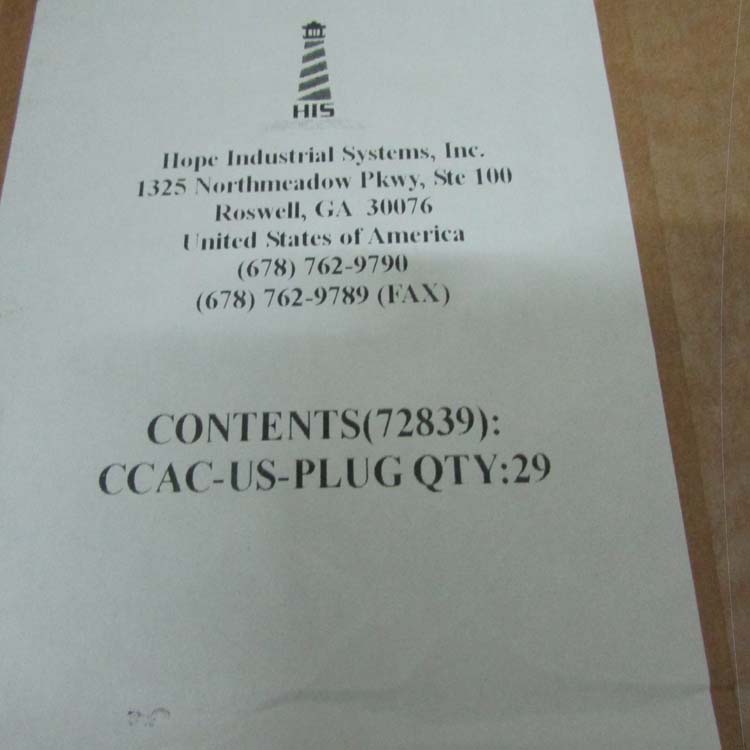 HIS
Hope Industrial Systems, Inc.
1325 Northmeadow Pkwy, Ste 100
Roswell, GA 30076
United States of America
(678) 762-9790
(678) 762-9789 (FAX)
CONTENTS(72839):
CCAC-US-PLUG QTY:29